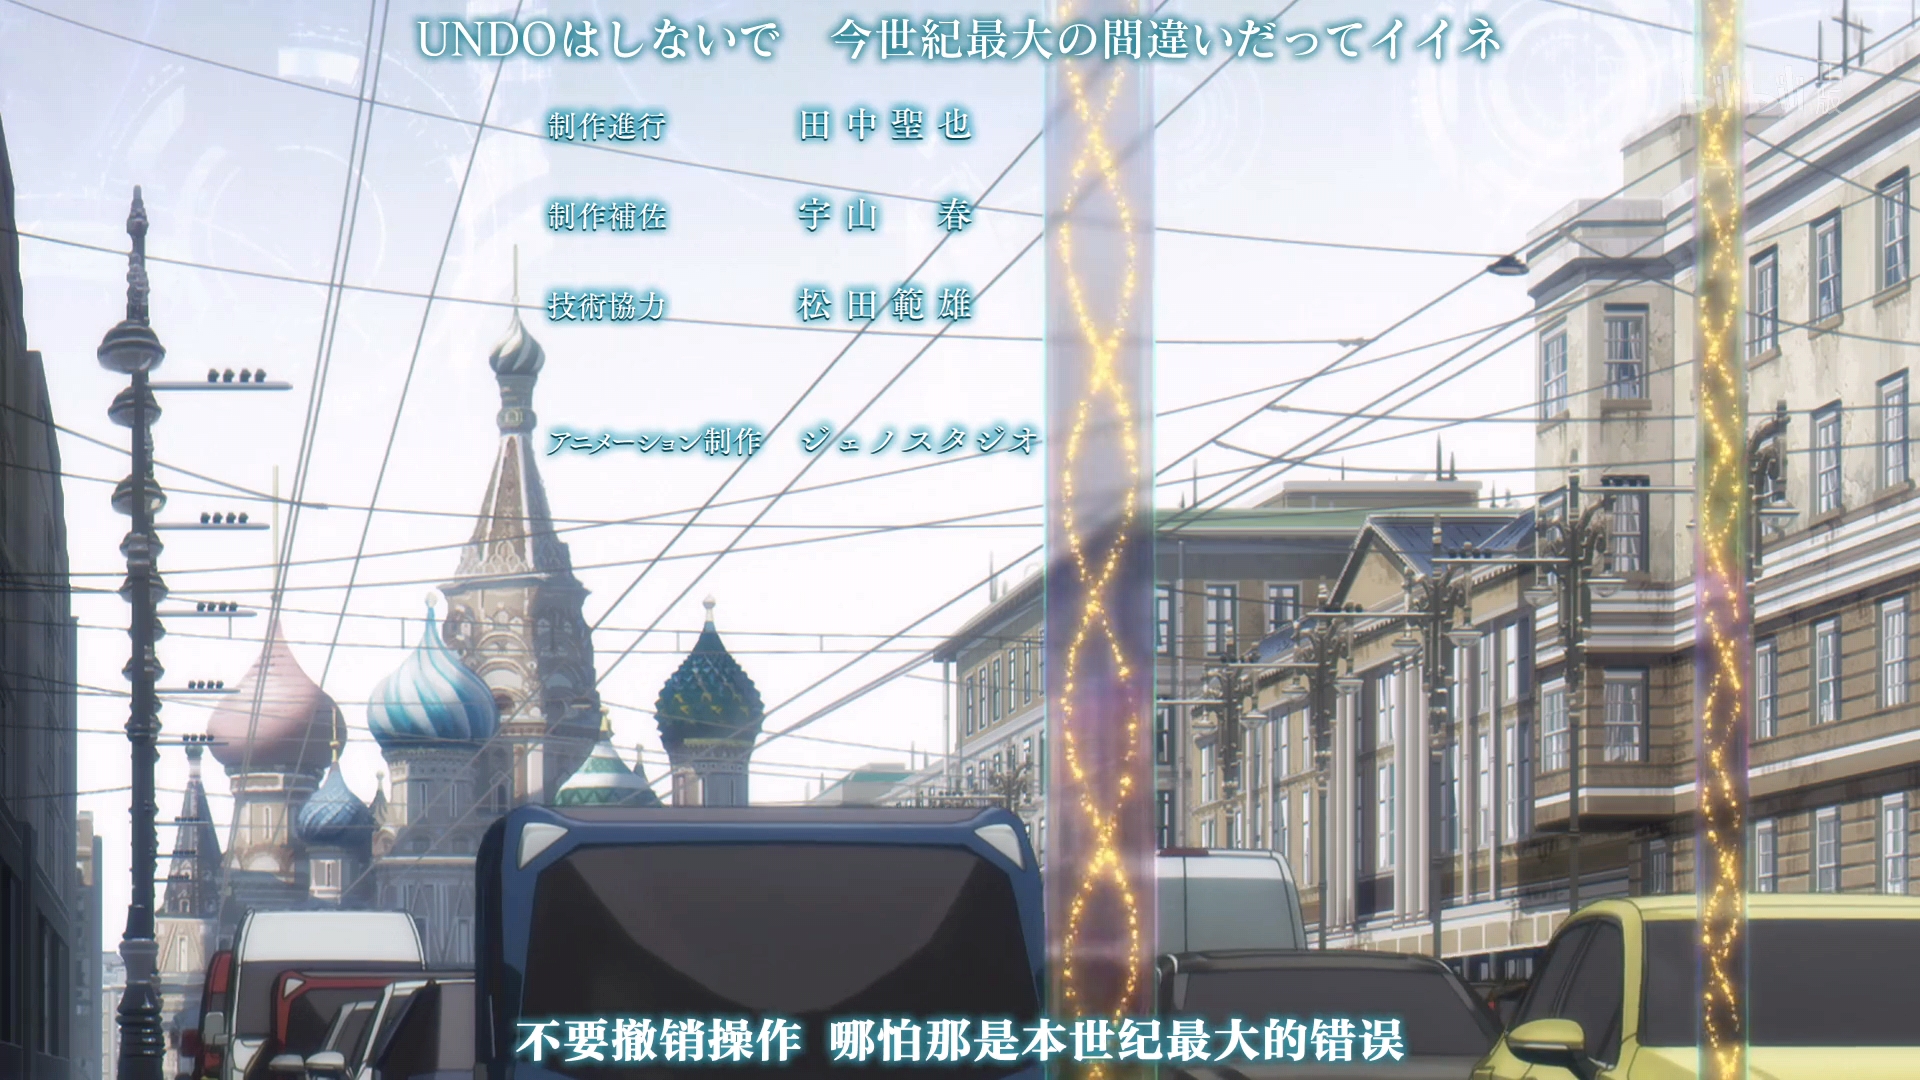 UNDOはしないで　今世紀最大の間違いだってイイネ
制作進行　田中聖也
制作補佐　宇山　春
技術協力　松田範雄
アニメーション制作　ジェノスタジオ
不要撤销操作 哪怕那是本世纪最大的错误